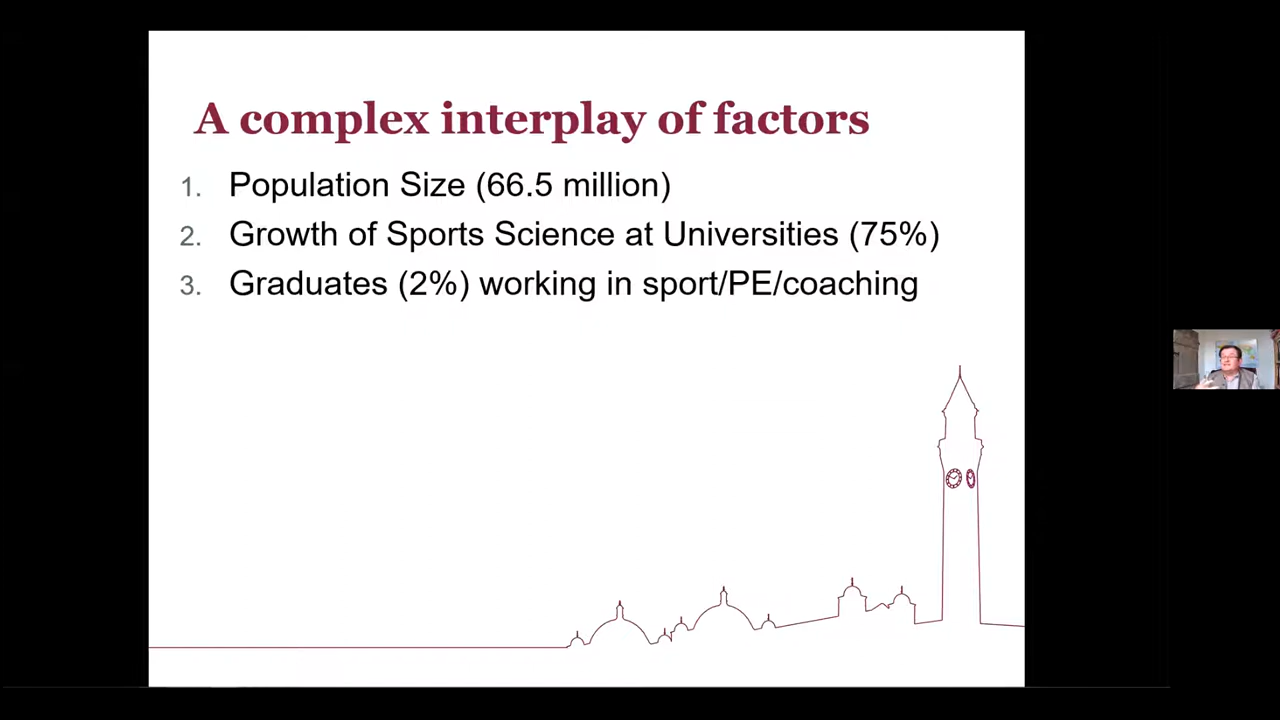 A complex interplay of factors
1. Population Size (66.5 million)
2. Growth of Sports Science at Universities (75%)
3. Graduates (2%) working in sport/PE/coaching